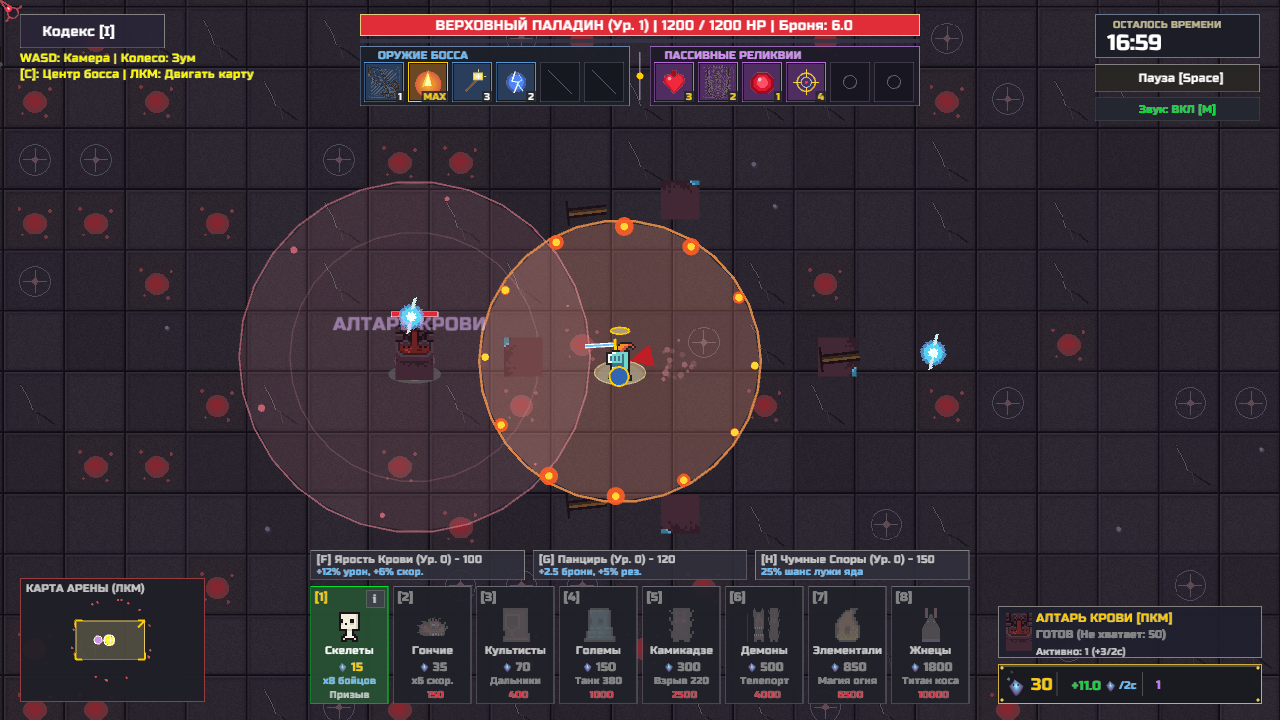 Кодекс [I]
WASD: Камера | Колесо: Зум
[C]: Центр босса | ЛКМ: Двигать карту
ВЕРХОВНЫЙ ПАЛАДИН (Ур. 1) | 1200 / 1200 HP | Броня: 6.0
ОРУЖИЕ БОССА
1
MAX
3
2
ПАССИВНЫЕ РЕЛИКВИИ
3
2
1
4
ОСТАЛОСЬ ВРЕМЕНИ
16:59
Пауза [Space]
Звук: ВКЛ [M]
АЛТАРЬ КРОВИ
[F] Ярость Крови (Ур. 0) - 100
+12% урон, +6% скор.
[G] Панцирь (Ур. 0) - 120
+2.5 брони, +5% рез.
[H] Чумные Споры (Ур. 0) - 150
25% шанс лужи яда
КАРТА АРЕНЫ (ЛКМ)
[1]
i
Скелеты
15
x8 бойцов
Призыв
[2]
Гончие
35
x6 скор.
150
[3]
Культисты
70
Дальники
400
[4]
Големы
150
Танк 380
1000
[5]
Камикадзе
300
Взрыв 220
2500
[6]
Демоны
500
Телепорт
4000
[7]
Элементали
850
Магия огня
6500
[8]
Жнецы
1800
Титан коса
10000
АЛТАРЬ КРОВИ [ПКМ]
ГОТОВ (Не хватает: 50)
Активно: 1 (+3/2с)
30
+11.0
/2с
1